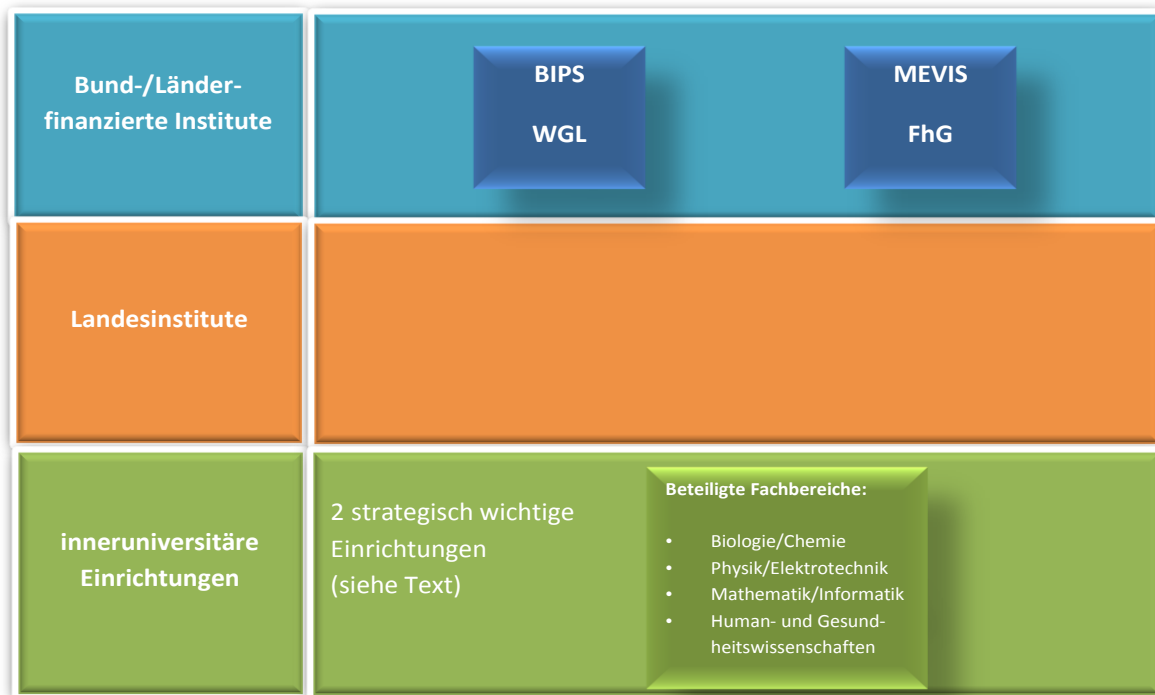 Bund-/Länder-
finanzierte Institute
BIPS
WGL
MEVIS
FhG
Landesinstitute
inneruniversitäre
Einrichtungen
2 strategisch wichtige
Einrichtungen
(siehe Text)
Beteiligte Fachbereiche:
• Biologie/Chemie
• Physik/Elektrotechnik
• Mathematik/Informatik
• Human- und Gesund-
heitswissenschaften